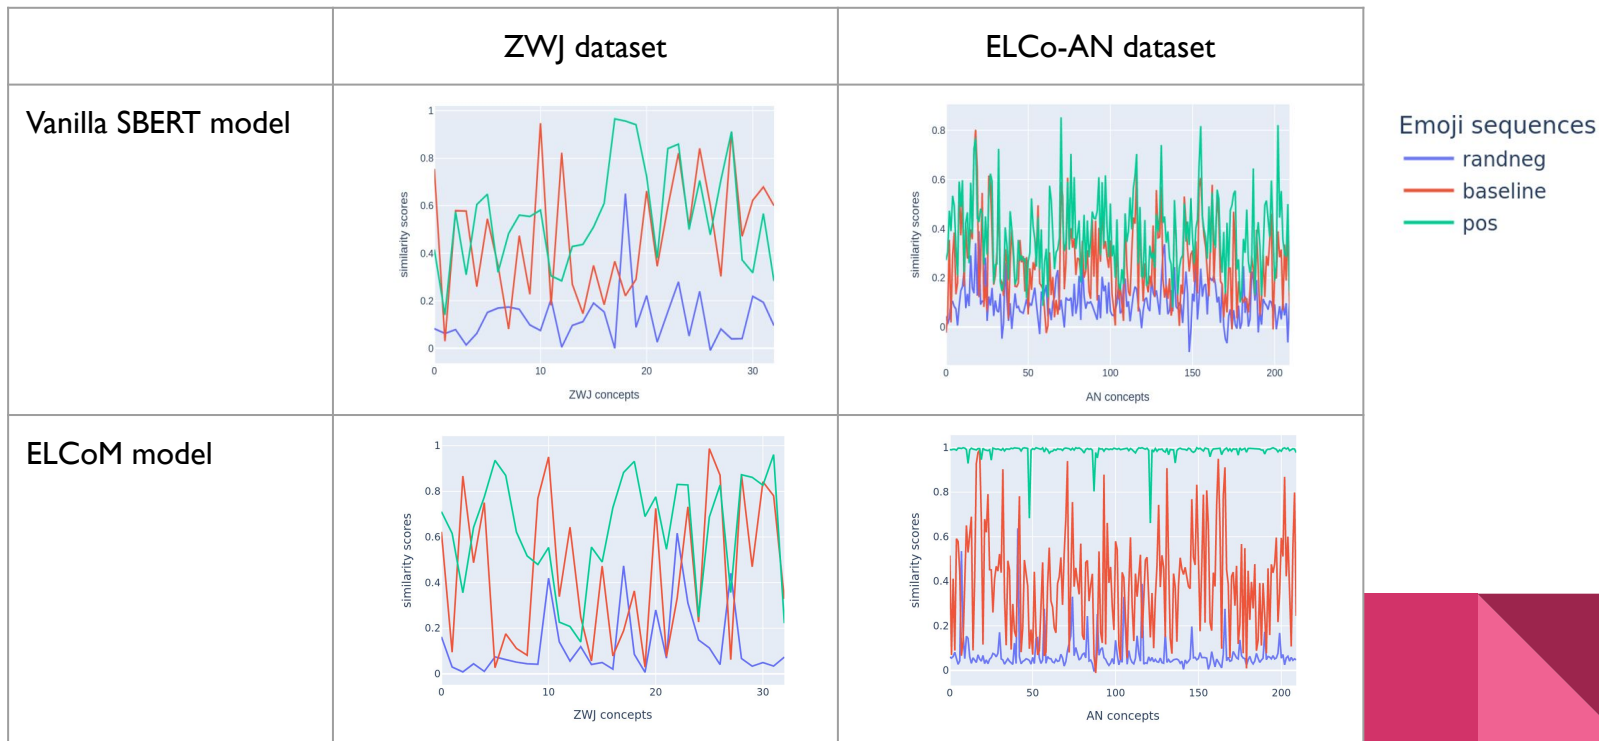 ZWJ dataset
ELCo-AN dataset
Vanilla SBERT model
1
0.8
0.6
0.4
0.2
0
similarity scores
0
10
20
30
ZWJ concepts
0.8
0.6
0.4
0.2
0
similarity scores
0
50
100
150
200
AN concepts
Emoji sequences
randneg
baseline
pos
ELCoM model
1
0.8
0.6
0.4
0.2
0
similarity scores
0
10
20
30
ZWJ concepts
1
0.8
0.6
0.4
0.2
0
similarity scores
0
50
100
150
200
AN concepts